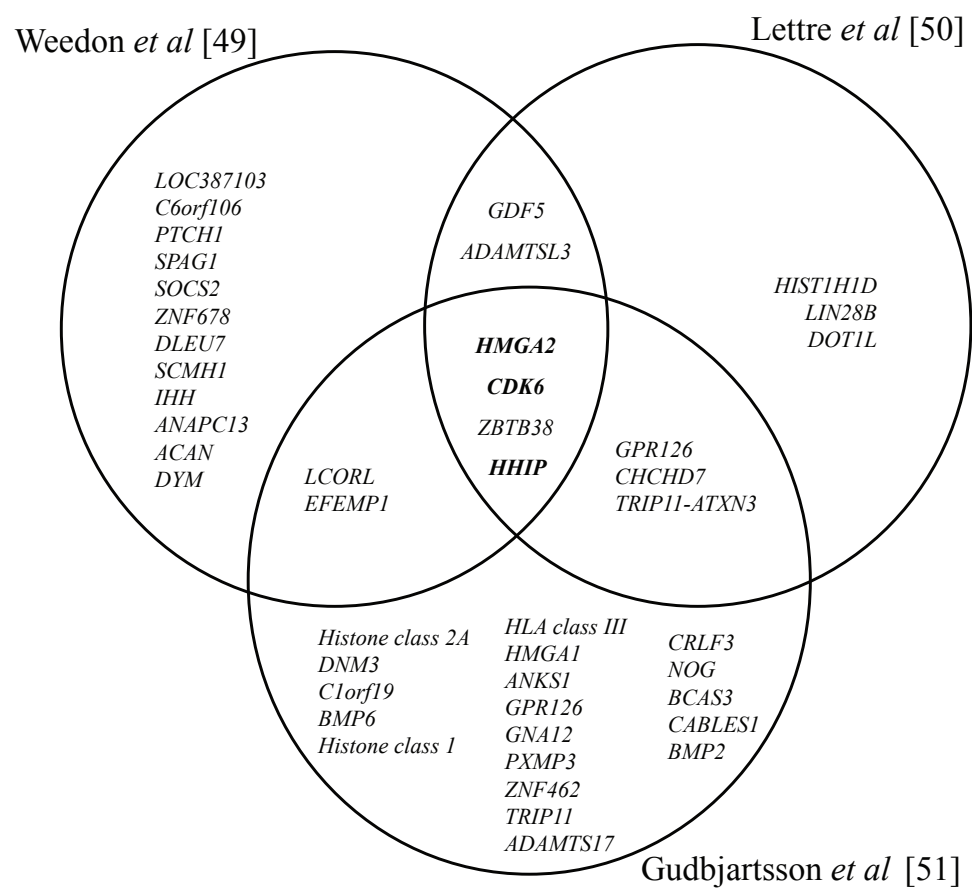 Weedon et al [49]
Lettre et al [50]
LOC387103
C6orf106
PTCH1
SPAG1
SOCS2
ZNF678
DLEU7
SCMH1
IHH
ANAPC13
ACAN
DYM
GDF5
ADAMTSL3
HIST1H1D
LIN28B
DOT1L
HMGA2
CDK6
ZBTB38
HHIP
LCORL
EFEMP1
GPR126
CHCHD7
TRIP11-ATXN3
Histone class 2A
DNM3
C1orf19
BMP6
Histone class 1
HLA class III
HMGA1
ANKS1
GPR126
GNA12
PXMP3
ZNF462
TRIP11
ADAMTS17
CRLF3
NOG
BCAS3
CABLES1
BMP2
Gudbjartsson et al [51]